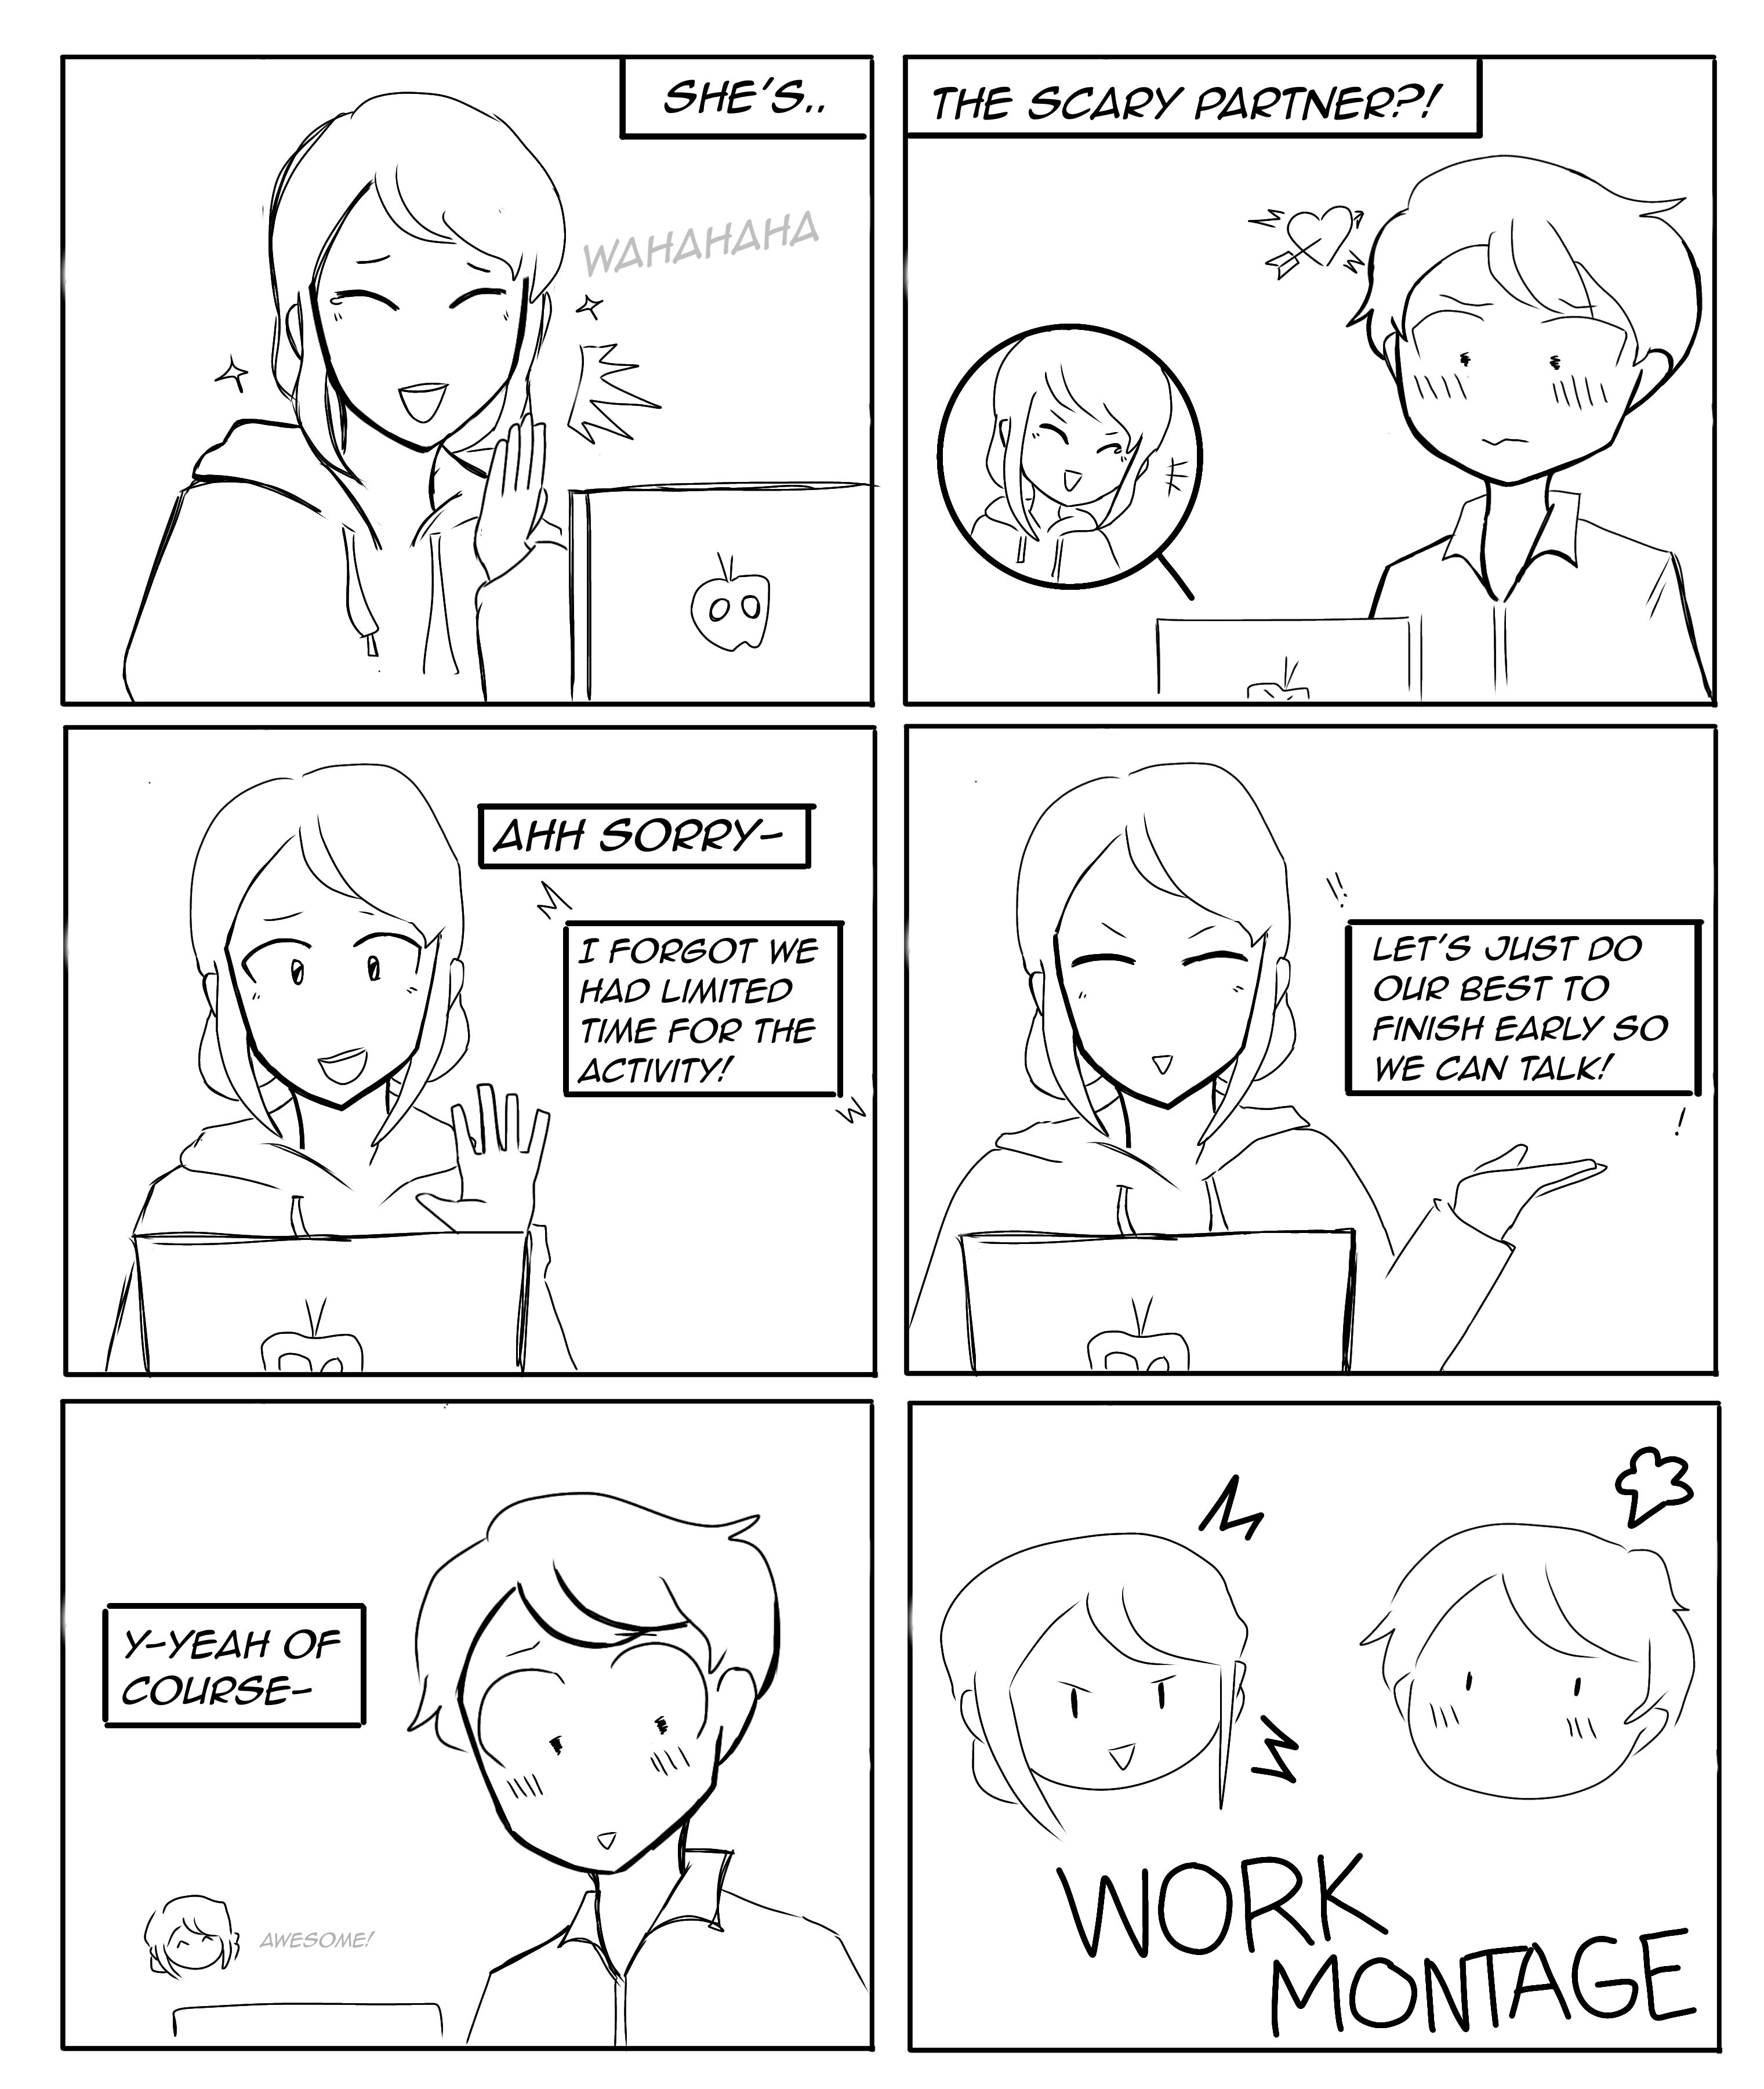 SHE'S..
WAHAHAHA
THE SCARY PARTNER?!
AHH SORRY-
I FORGOT WE
HAD LIMITED
TIME FOR THE
ACTIVITY!
LET'S JUST DO
OUR BEST TO
FINISH EARLY SO
WE CAN TALK!
Y-YEAH OF
COURSE-
AWESOME!
WORK
MONTAGE